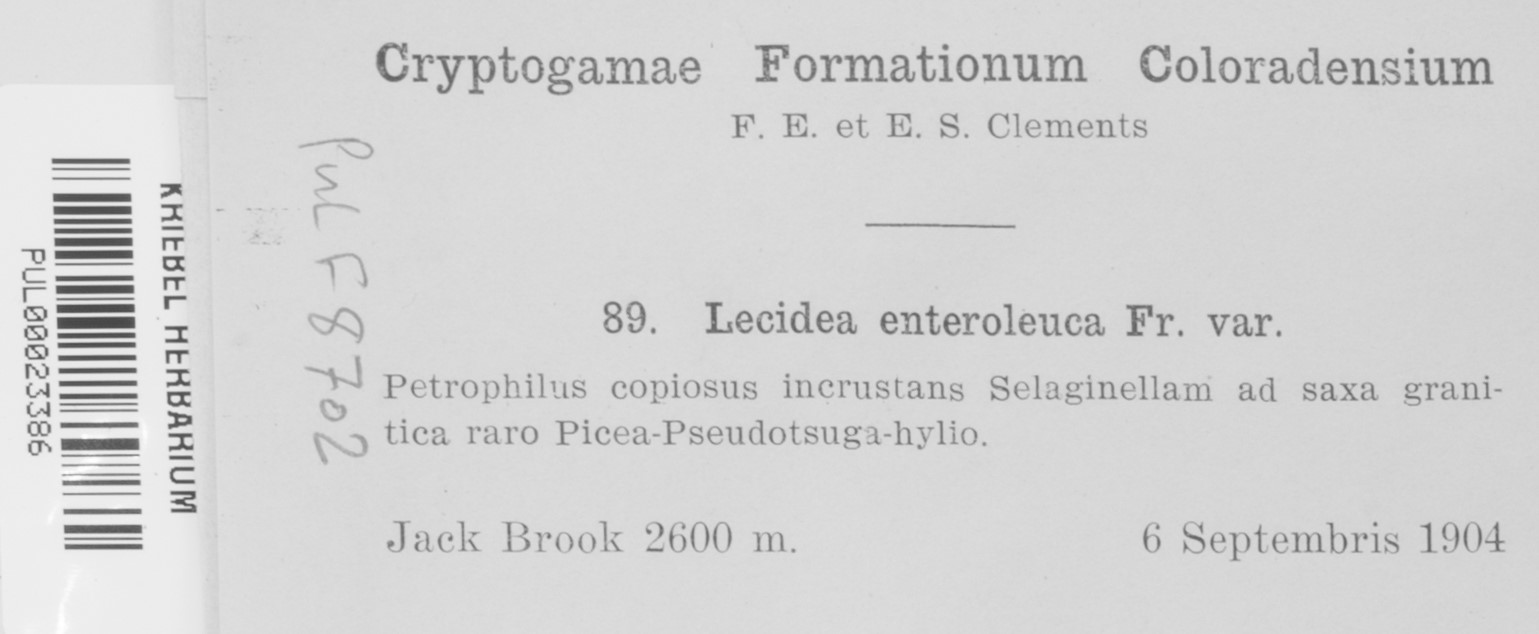 Cryptogamae Formationum Coloradensium
F. E. et E. S. Clements
89. Lecidea enteroleuca Fr. var.
Petrophilus copiosus incrustans Selaginellam ad saxa grani-
tica raro Picea-Pseudotsuga-hylio.
Jack Brook 2600 m.
6 Septembris 1904
PUL F8702
KRIEBEL HERBARIUM
PUL00023386